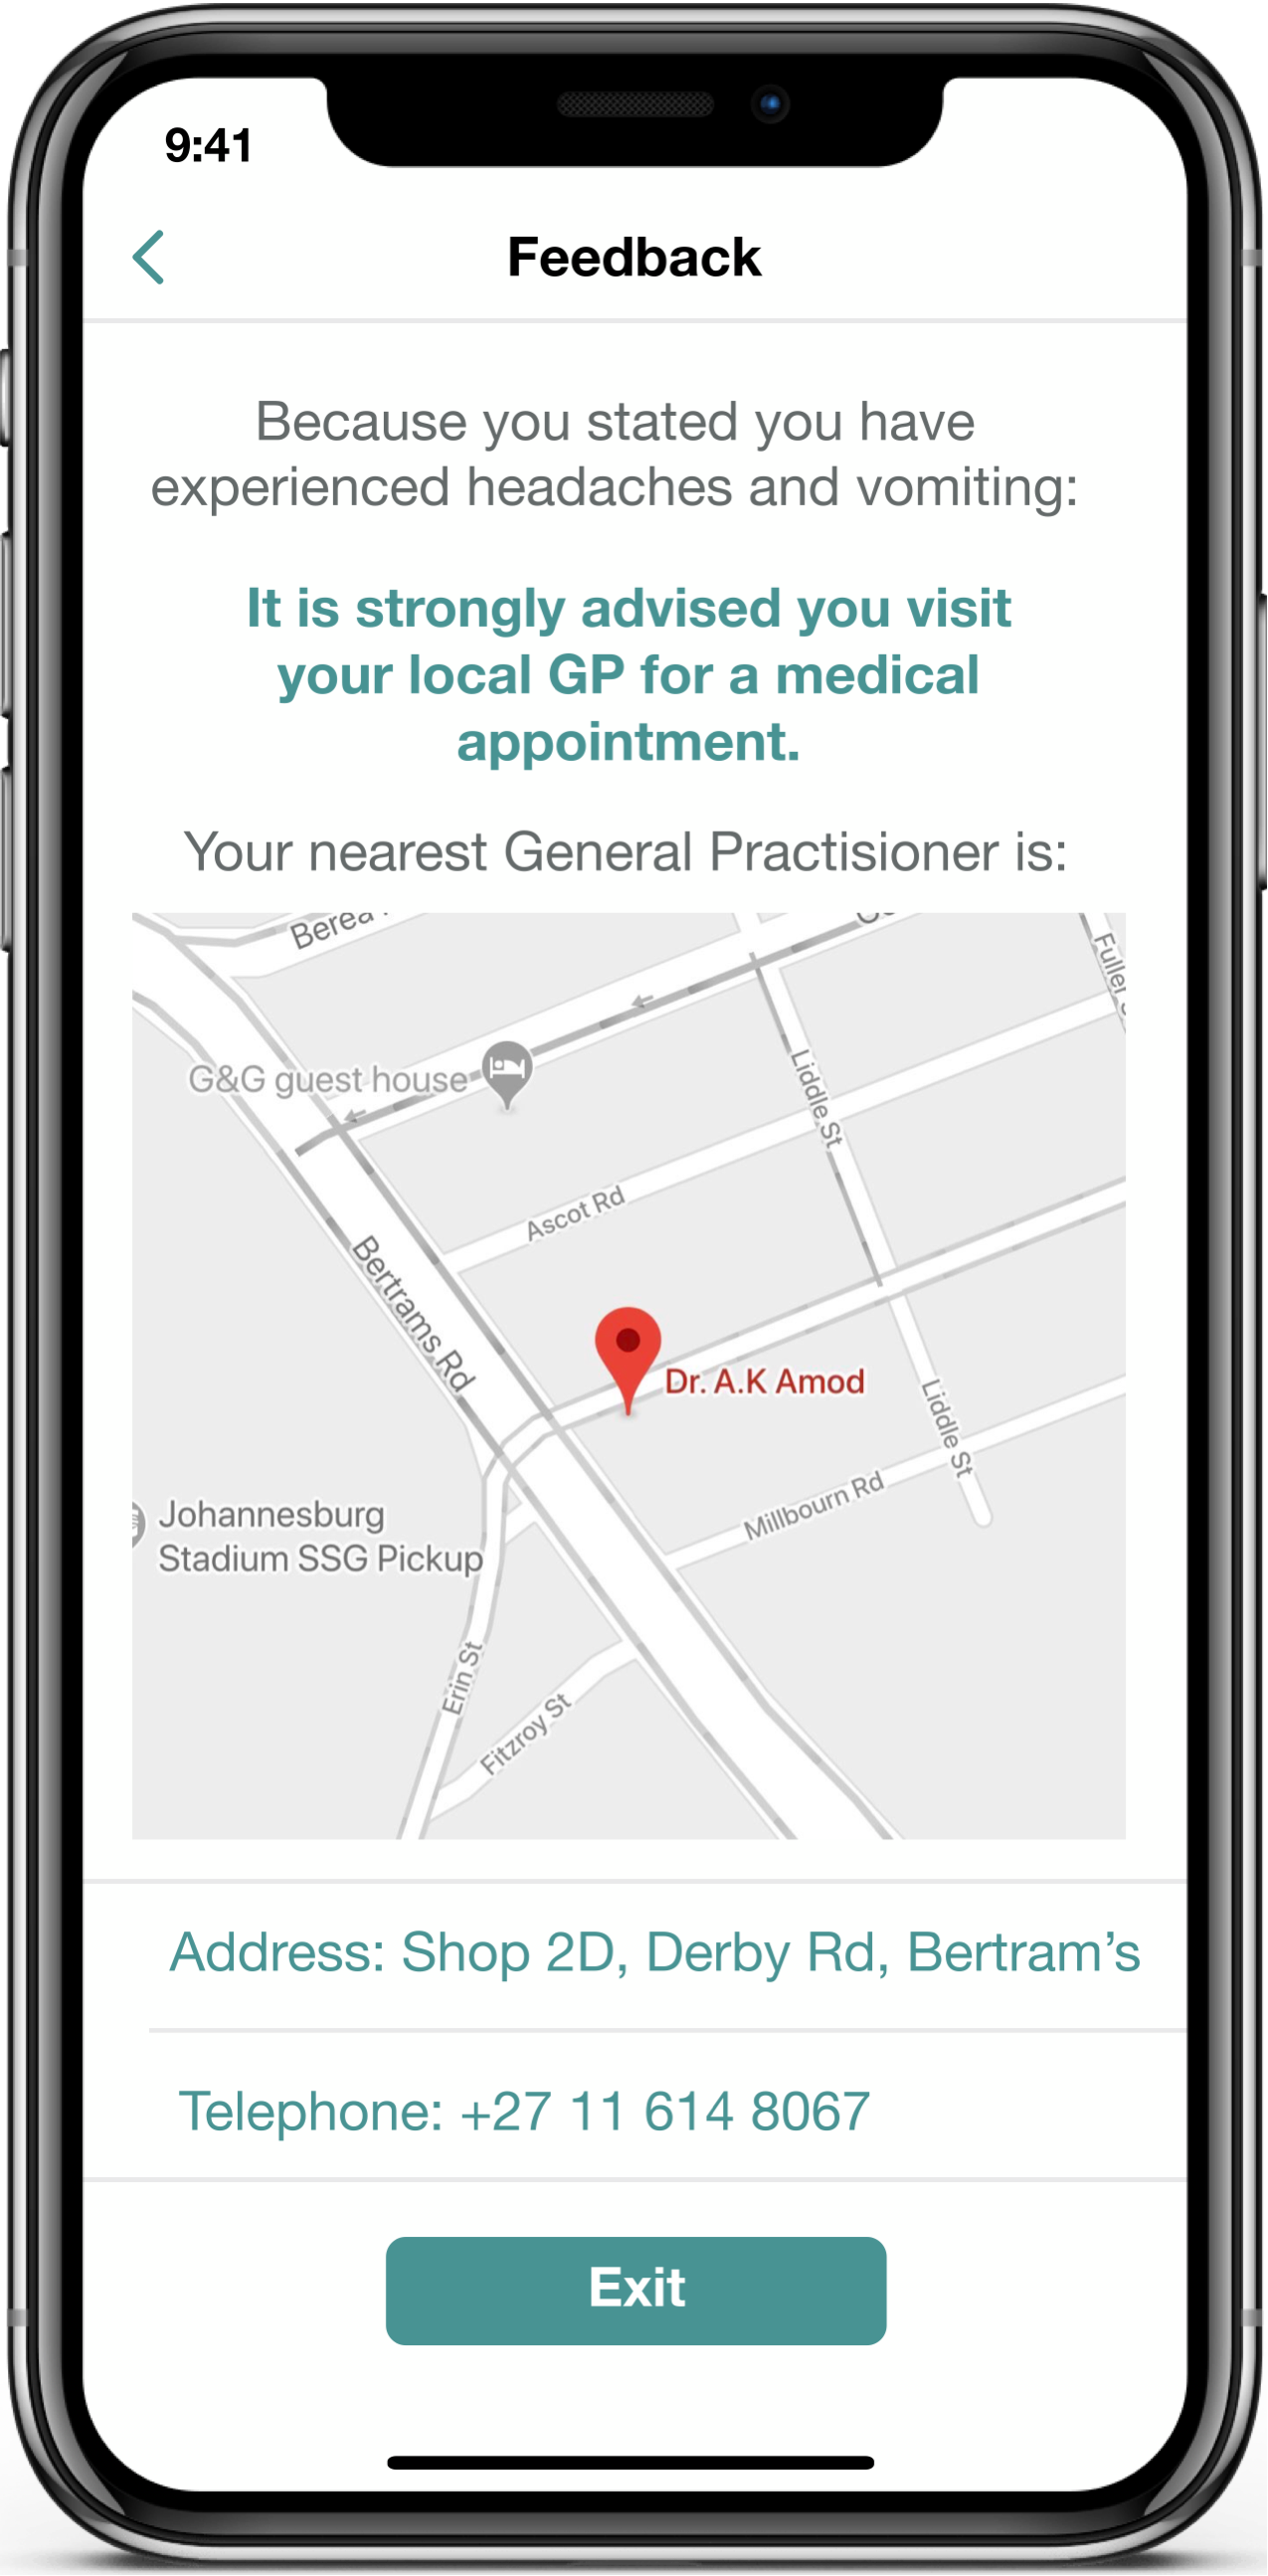 9:41
Feedback
Because you stated you have
experienced headaches and vomiting:
It is strongly advised you visit
your local GP for a medical
appointment.
Your nearest General Practisioner is:
Berea
Fuller
G&G guest house
Liddle St
Ascot Rd
Bertrams Rd
Dr. A.K Amod
Liddle St
Millbourn Rd
Johannesburg
Stadium SSG Pickup
Erin St
Fitzroy St
Address: Shop 2D, Derby Rd, Bertram’s
Telephone: +27 11 614 8067
Exit